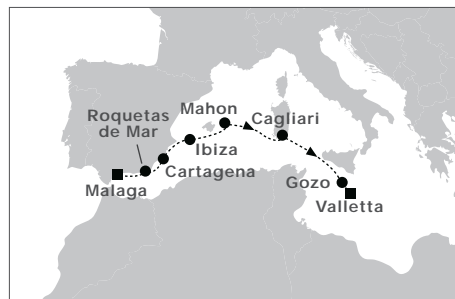 Roquetas
de Mar
Mahon
Cagliari
Ibiza
Cartagena
Malaga
Gozo
Valletta